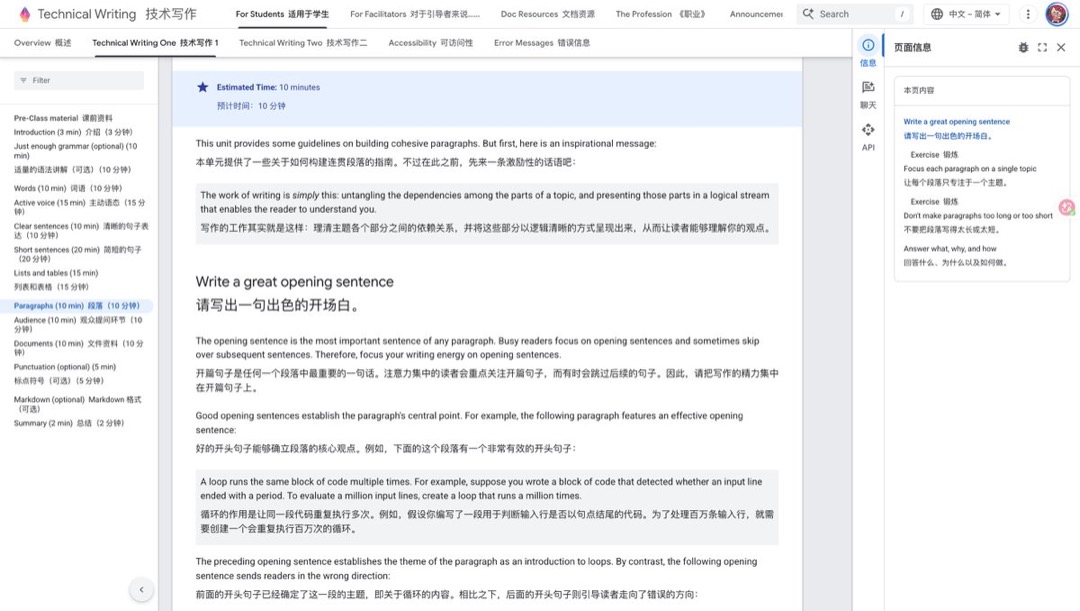 Technical Writing 技术写作
For Students 适用于学生
For Facilitators 对于引导者来说......
Doc Resources 文档资源
The Profession 《职业》
Announcemen
Search
/
中文 – 简体
Overview 概述
Technical Writing One 技术写作 1
Technical Writing Two 技术写作二
Accessibility 可访问性
Error Messages 错误信息
Filter
Pre-Class material 课前资料
Introduction (3 min) 介绍（3 分钟）
Just enough grammar (optional) (10
min)
适量的语法讲解（可选）（10 分钟）
Words (10 min) 词语（10 分钟）
Active voice (15 min) 主动语态（15 分
钟）
Clear sentences (10 min) 清晰的句子表
达（10 分钟）
Short sentences (20 min) 简短的句子
（20 分钟）
Lists and tables (15 min)
列表和表格（15 分钟）
Paragraphs (10 min) 段落（10 分钟）
Audience (10 min) 观众提问环节（10
分钟）
Documents (10 min) 文件资料（10 分
钟）
Punctuation (optional) (5 min)
标点符号（可选）（5 分钟）
Markdown (optional) Markdown 格式
（可选）
Summary (2 min) 总结（2 分钟）
Estimated Time: 10 minutes
预计时间：10 分钟
This unit provides some guidelines on building cohesive paragraphs. But first, here is an inspirational message:
本单元提供了一些关于如何构建连贯段落的指南。不过在此之前，先来一条激励性的话语吧：
The work of writing is simply this: untangling the dependencies among the parts of a topic, and presenting those parts in a logical stream
that enables the reader to understand you.
写作的工作其实就是这样：理清主题各个部分之间的依赖关系，并将这些部分以逻辑清晰的方式呈现出来，从而让读者能够理解你的观点。
Write a great opening sentence
请写出一句出色的开场白。
The opening sentence is the most important sentence of any paragraph. Busy readers focus on opening sentences and sometimes skip
over subsequent sentences. Therefore, focus your writing energy on opening sentences.
开篇句子是任何一个段落中最重要的一句话。注意力集中的读者会重点关注开篇句子，而有时会跳过后续的句子。因此，请把写作的精力集中
在开篇句子上。
Good opening sentences establish the paragraph's central point. For example, the following paragraph features an effective opening
sentence:
好的开头句子能够确立段落的核心观点。例如，下面的这个段落有一个非常有效的开头句子：
A loop runs the same block of code multiple times. For example, suppose you wrote a block of code that detected whether an input line
ended with a period. To evaluate a million input lines, create a loop that runs a million times.
循环的作用是让同一段代码重复执行多次。例如，假设你编写了一段用于判断输入行是否以句点结尾的代码。为了处理百万条输入行，就需
要创建一个会重复执行百万次的循环。
The preceding opening sentence establishes the theme of the paragraph as an introduction to loops. By contrast, the following opening
sentence sends readers in the wrong direction:
前面的开头句子已经确定了这一段的主题，即关于循环的内容。相比之下，后面的开头句子则引导读者走向了错误的方向：
信息
聊天
API
页面信息
本页内容
Write a great opening sentence
请写出一句出色的开场白。
Exercise 锻炼
Focus each paragraph on a single topic
让每个段落只专注于一个主题。
Exercise 锻炼
Don't make paragraphs too long or too short
不要把段落写得太长或太短。
Answer what, why, and how
回答什么、为什么以及如何做。